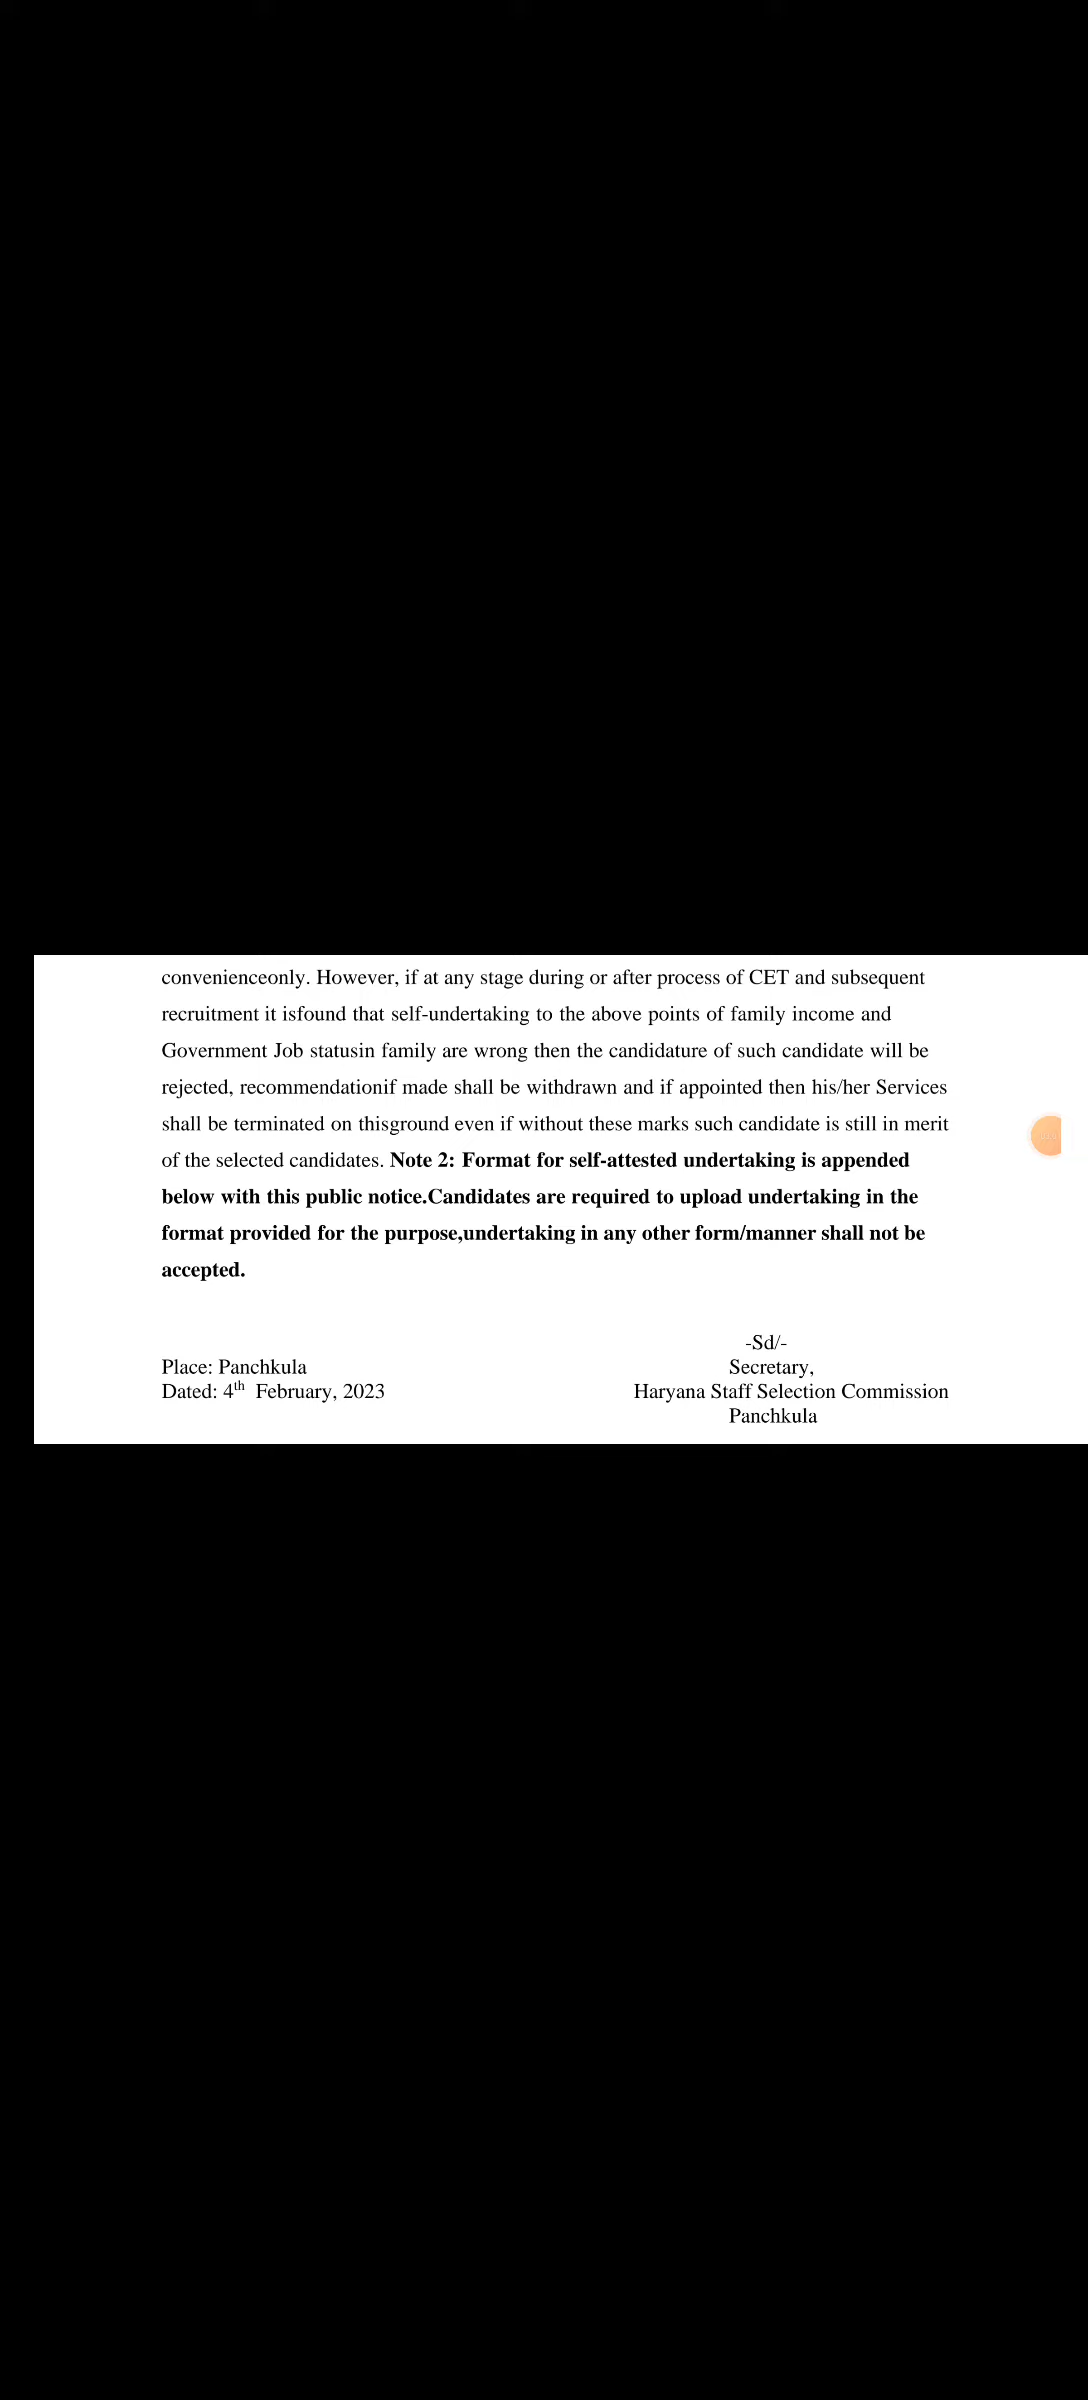 convenienceonly. However, if at any stage during or after process of CET and subsequent
recruitment it isfound that self-undertaking to the above points of family income and
Government Job statusin family are wrong then the candidature of such candidate will be
rejected, recommendationif made shall be withdrawn and if appointed then his/her Services
shall be terminated on thisground even if without these marks such candidate is still in merit
of the selected candidates. Note 2: Format for self-attested undertaking is appended
below with this public notice.Candidates are required to upload undertaking in the
format provided for the purpose,undertaking in any other form/manner shall not be
accepted.
-Sd/-
Place: Panchkula Secretary,
Dated: 4th February, 2023 Haryana Staff Selection Commission
Panchkula